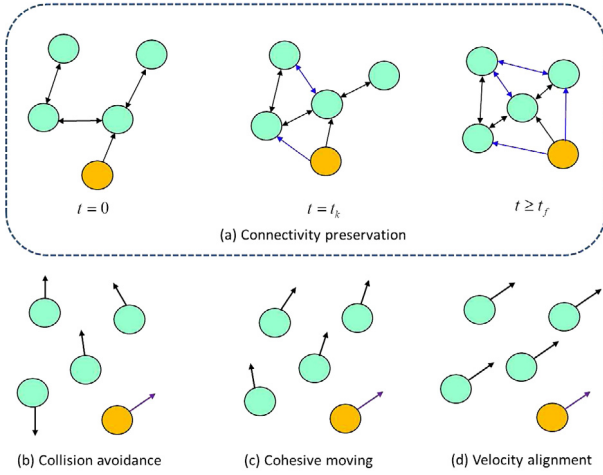 t = 0
t = t_k
t ≥ t_f
(a) Connectivity preservation
(b) Collision avoidance
(c) Cohesive moving
(d) Velocity alignment